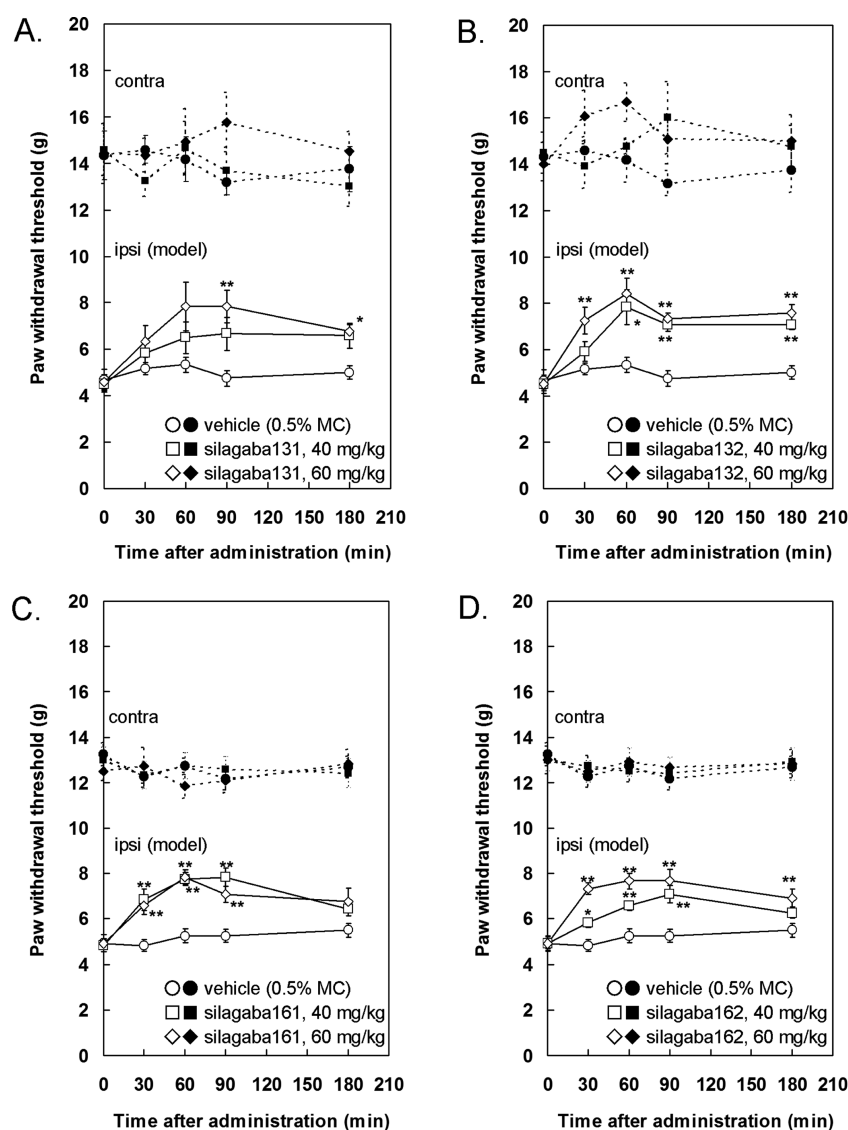 A.
20
18
16
14
12
10
8
6
4
2
0
Paw withdrawal threshold (g)
contra
ipsi (model)
**
*
vehicle (0.5% MC)
silagaba131, 40 mg/kg
silagaba131, 60 mg/kg
0 30 60 90 120 150 180 210
Time after administration (min)
B.
20
18
16
14
12
10
8
6
4
2
0
Paw withdrawal threshold (g)
contra
ipsi (model)
**
** ** **
*
** **
vehicle (0.5% MC)
silagaba132, 40 mg/kg
silagaba132, 60 mg/kg
0 30 60 90 120 150 180 210
Time after administration (min)
C.
20
18
16
14
12
10
8
6
4
2
0
Paw withdrawal threshold (g)
contra
ipsi (model)
** ** **
** ** **
vehicle (0.5% MC)
silagaba161, 40 mg/kg
silagaba161, 60 mg/kg
0 30 60 90 120 150 180 210
Time after administration (min)
D.
20
18
16
14
12
10
8
6
4
2
0
Paw withdrawal threshold (g)
contra
ipsi (model)
** ** ** **
* ** **
vehicle (0.5% MC)
silagaba162, 40 mg/kg
silagaba162, 60 mg/kg
0 30 60 90 120 150 180 210
Time after administration (min)